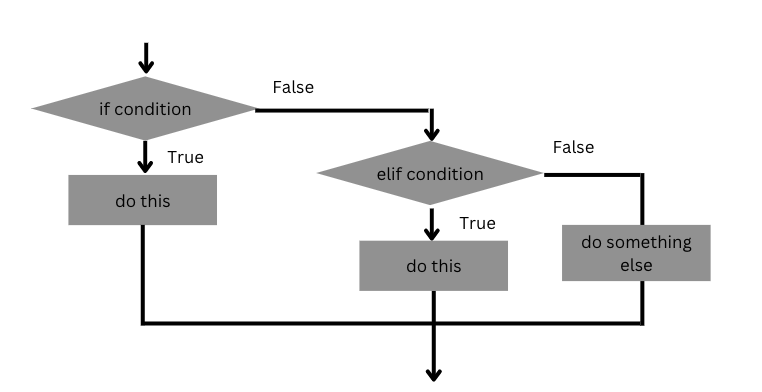 False
if condition
False
True
elif condition
do this
True
do something
else
do this